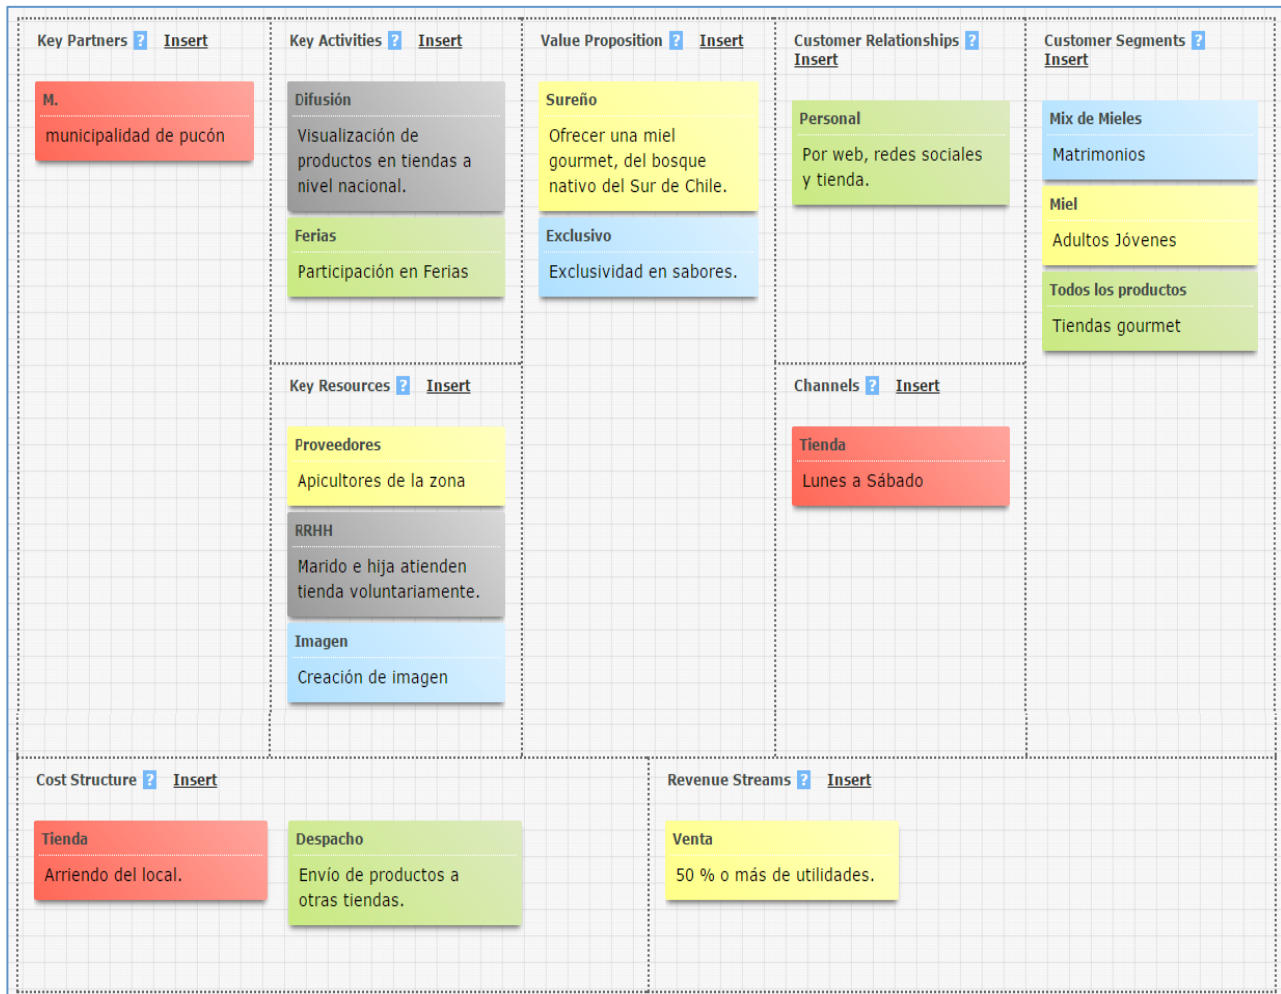 Key Partners ? Insert
M.
municipalidad de pucón
Key Activities ? Insert
Difusión
Visualización de
productos en tiendas a
nivel nacional.
Ferias
Participación en Ferias
Key Resources ? Insert
Proveedores
Apicultores de la zona
RRHH
Marido e hija atienden
tienda voluntariamente.
Imagen
Creación de imagen
Value Proposition ? Insert
Sureño
Ofrecer una miel
gourmet, del bosque
nativo del Sur de Chile.
Exclusivo
Exclusividad en sabores.
Customer Relationships ?
Insert
Personal
Por web, redes sociales
y tienda.
Channels ? Insert
Tienda
Lunes a Sábado
Customer Segments ?
Insert
Mix de Mieles
Matrimonios
Miel
Adultos Jóvenes
Todos los productos
Tiendas gourmet
Cost Structure ? Insert
Tienda
Arriendo del local.
Despacho
Envío de productos a
otras tiendas.
Revenue Streams ? Insert
Venta
50 % o más de utilidades.